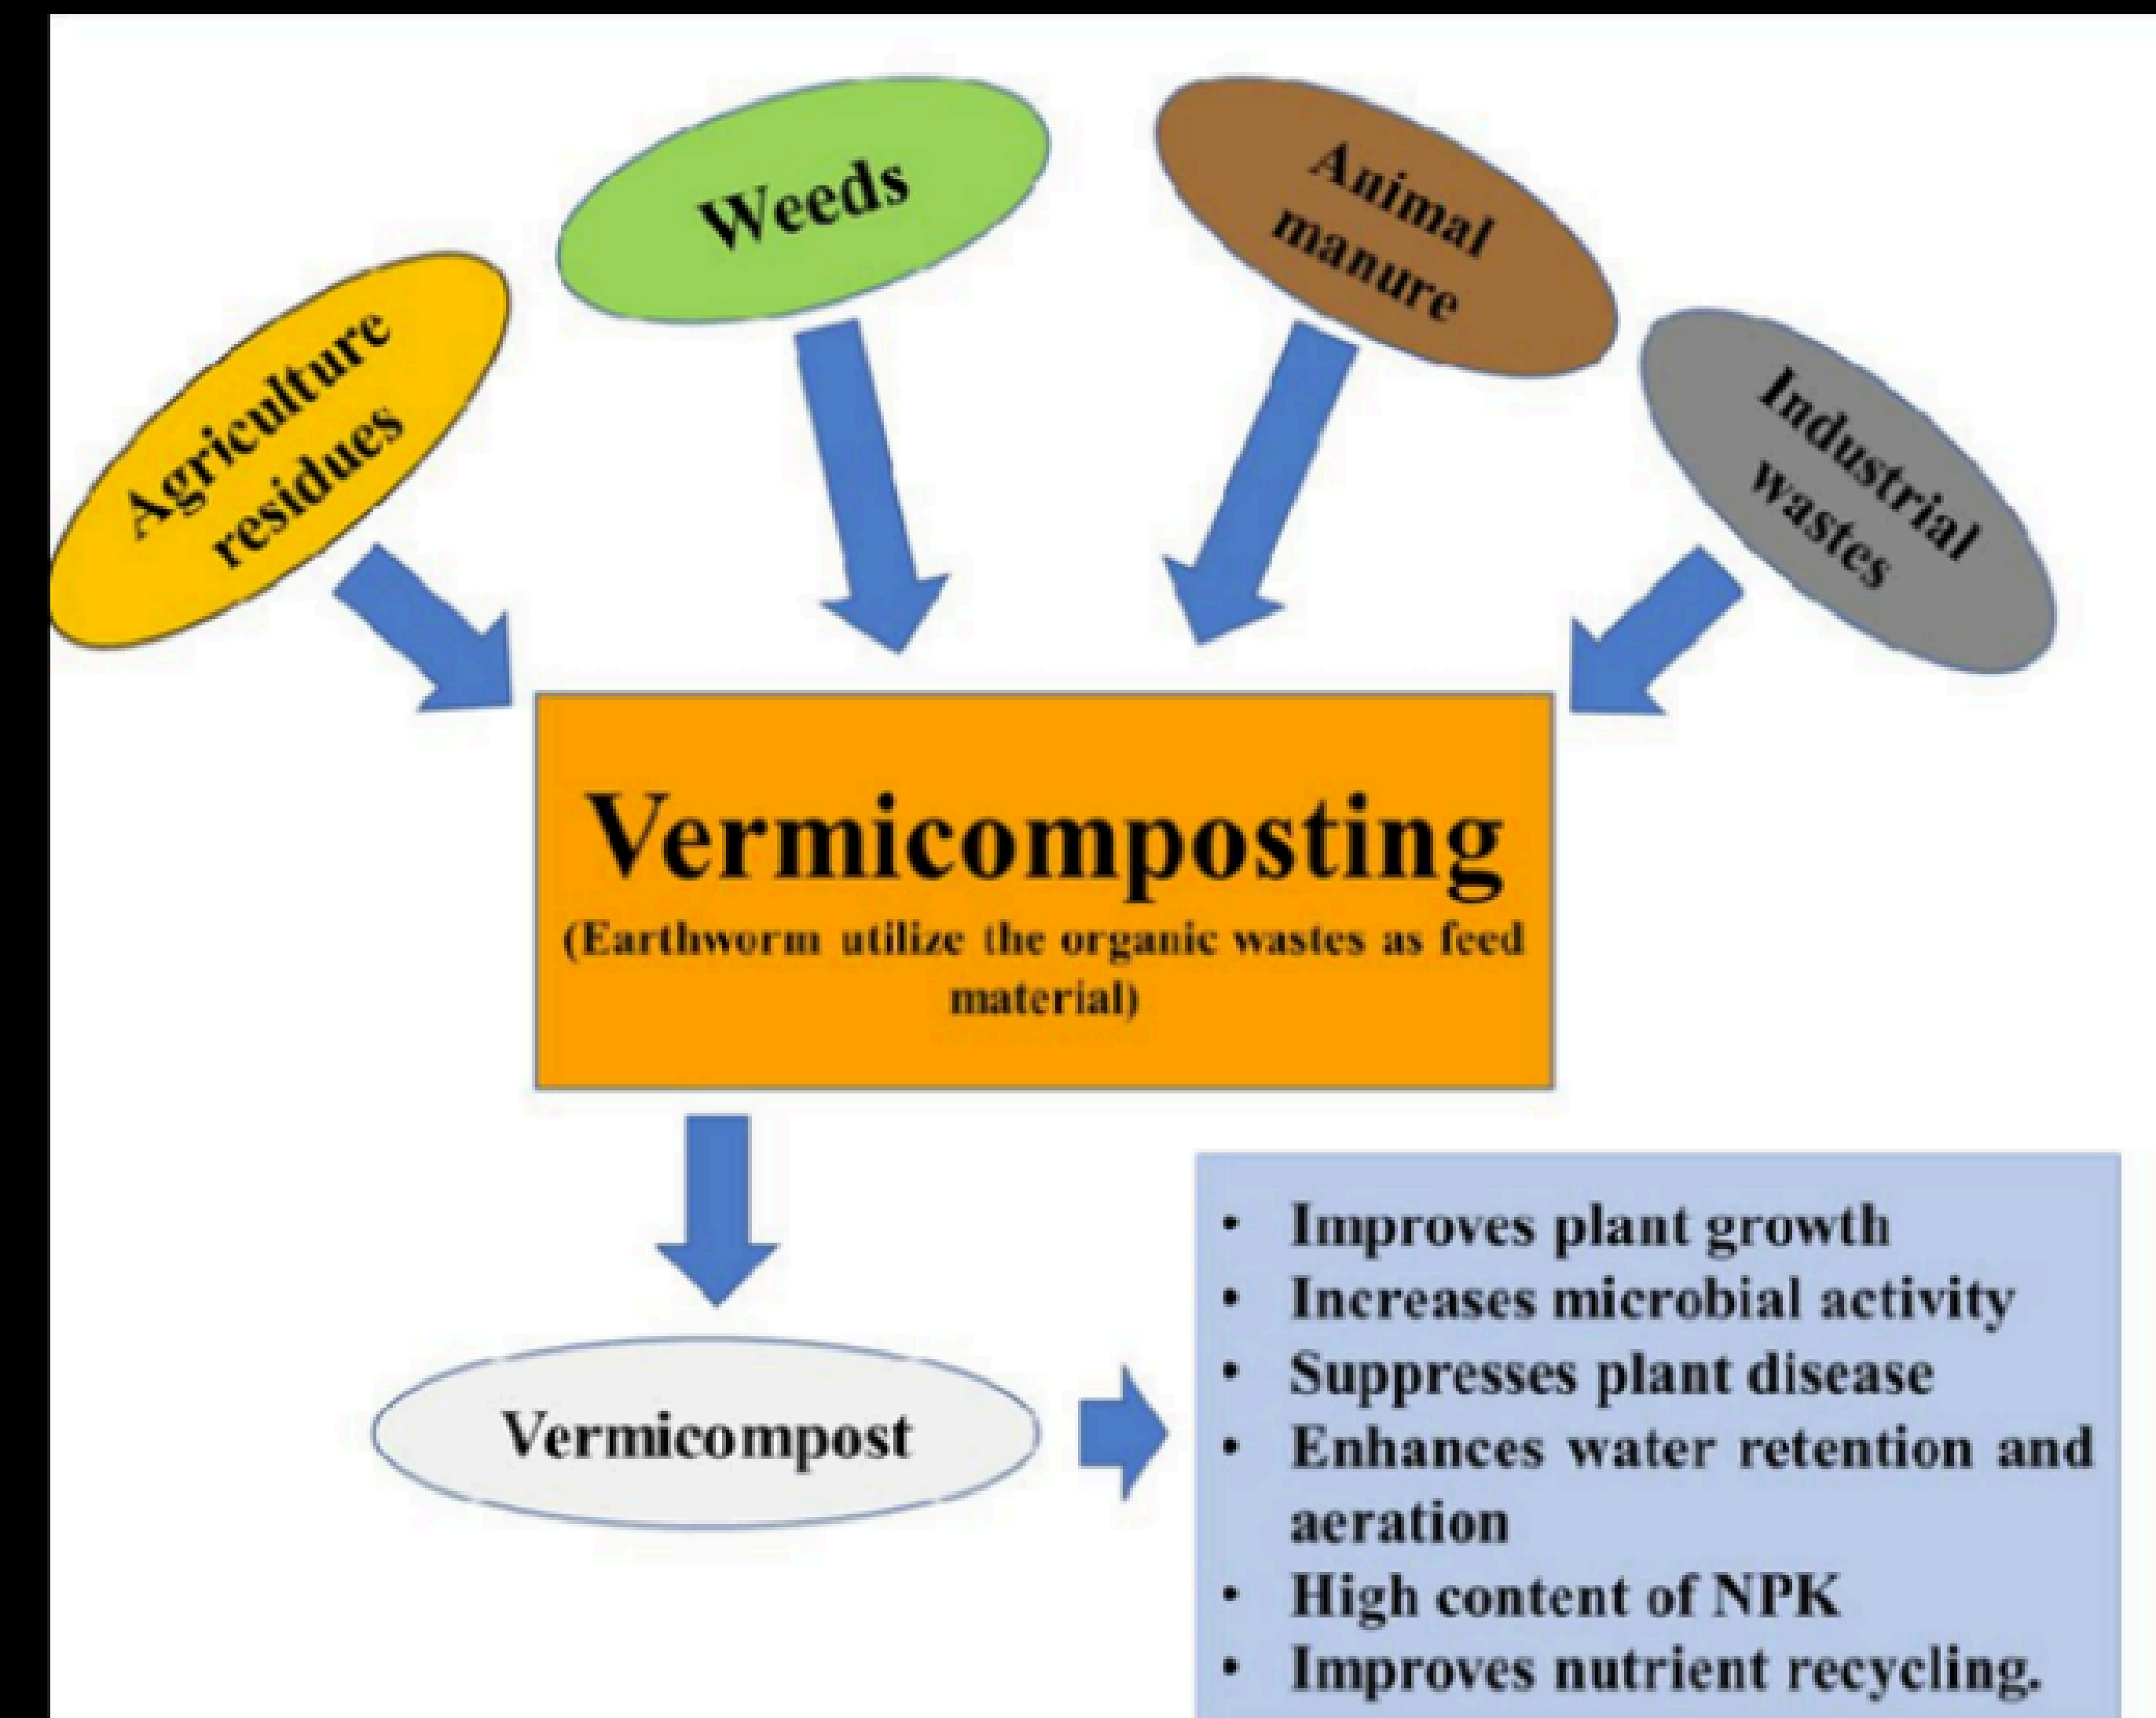 Weeds
Animal
manure
Agriculture
residues
Industrial
wastes
Vermicomposting
(Earthworm utilize the organic wastes as feed
material)
Vermicompost
• Improves plant growth
• Increases microbial activity
• Suppresses plant disease
• Enhances water retention and
aeration
• High content of NPK
• Improves nutrient recycling.